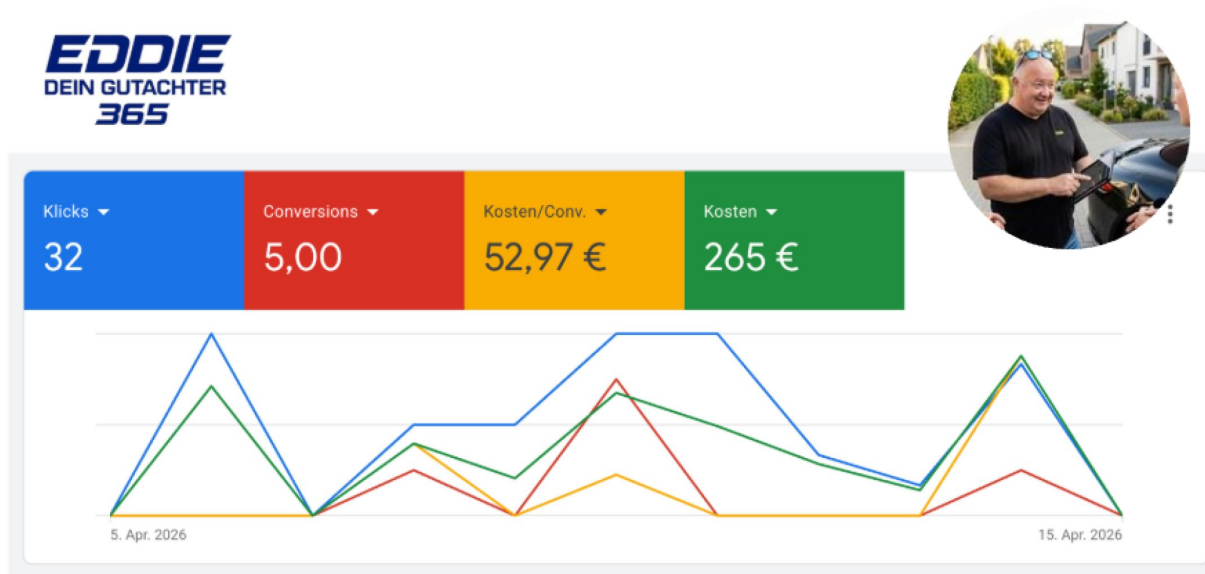 EDDIE
DEIN GUTACHTER
365
Klicks
32
Conversions
5,00
Kosten/Conv.
52,97 €
Kosten
265 €
5. Apr. 2026
15. Apr. 2026